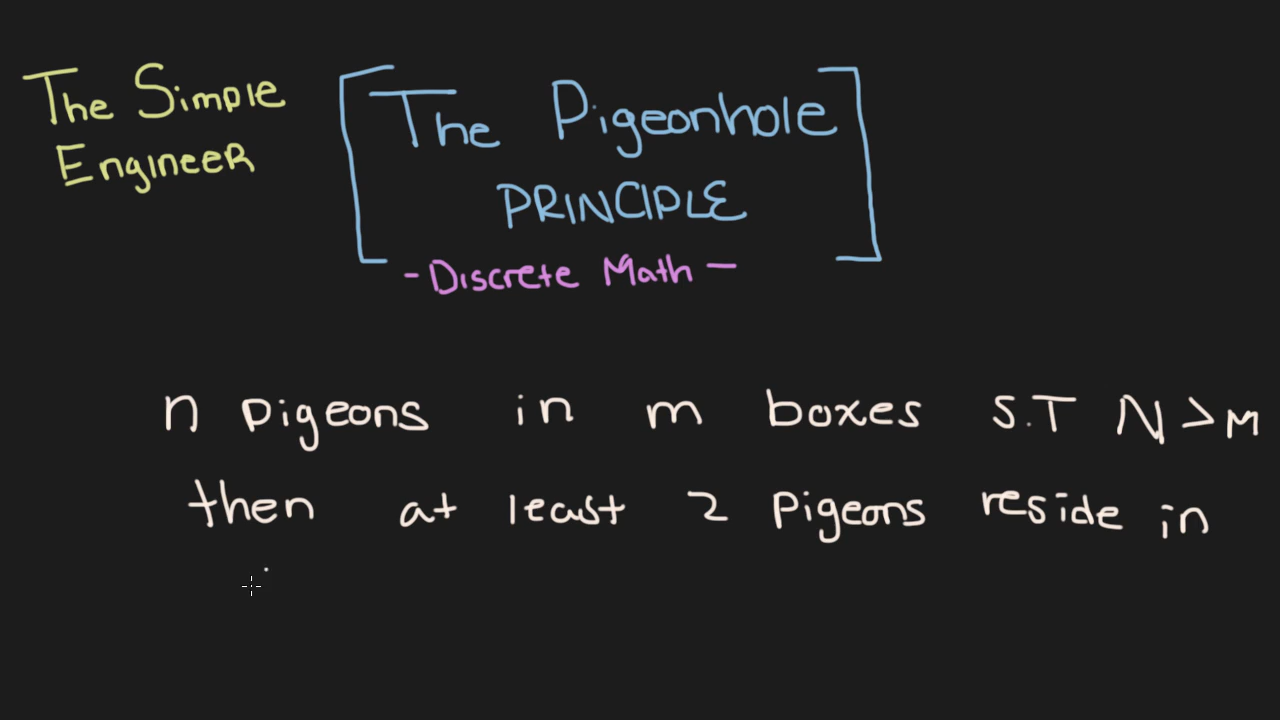 The Simple
Engineer
The Pigeonhole
PRINCIPLE
- Discrete Math -
n pigeons in m boxes S.T N > M
then at least 2 pigeons reside in